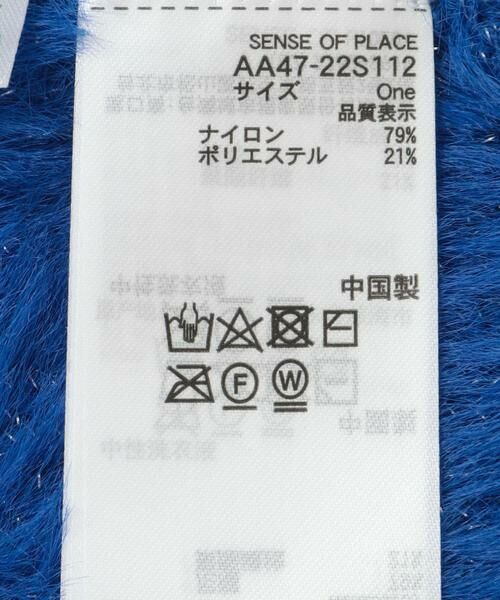 SENSE OF PLACE
AA47-22S112
サイズ One
品質表示
ナイロン 79%
ポリエステル 21%
中国製
F W